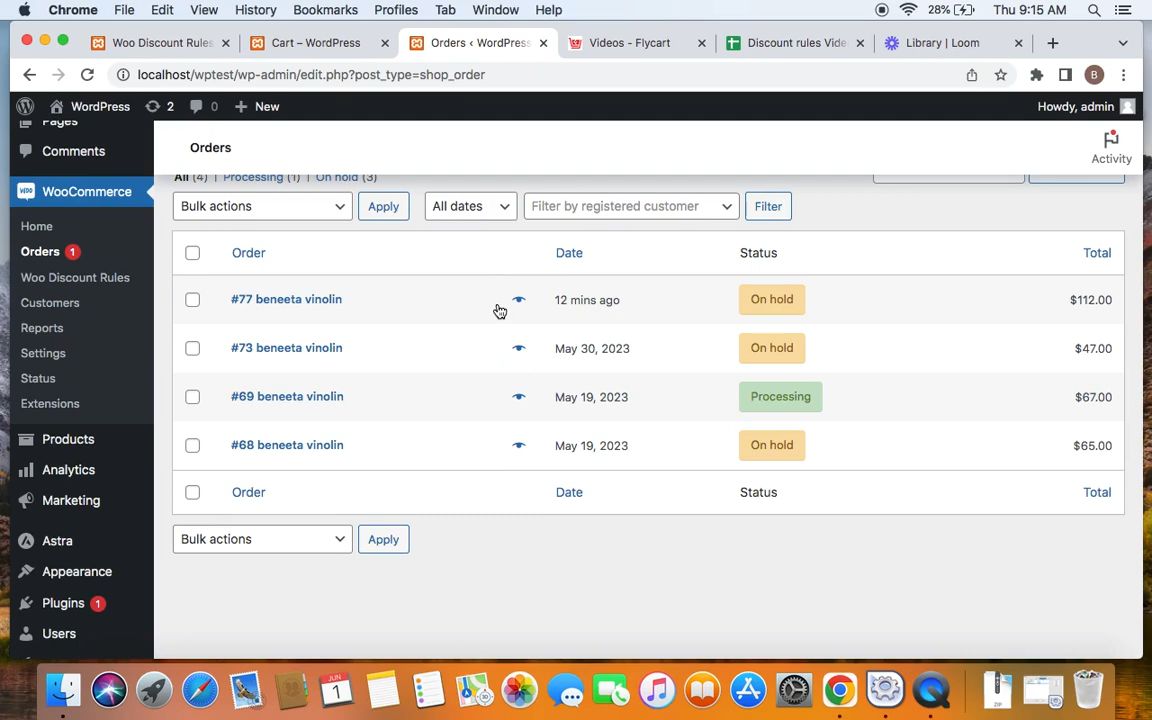 Chrome File Edit View History Bookmarks Profiles Tab Window Help 28% Thu 9:15 AM
Woo Discount Rules Cart – WordPress Orders ‹ WordPress Videos - Flycart Discount rules Vide Library | Loom
localhost/wptest/wp-admin/edit.php?post_type=shop_order B
WordPress 2 0 New Howdy, admin
Pages
Comments
WooCommerce
Home
Orders 1
Woo Discount Rules
Customers
Reports
Settings
Status
Extensions
Products
Analytics
Marketing
Astra
Appearance
Plugins 1
Users
Orders
Activity
All (4) | Processing (1) | On hold (3)
Bulk actions Apply All dates Filter by registered customer Filter
Order Date Status Total
#77 beneeta vinolin 12 mins ago On hold $112.00
#73 beneeta vinolin May 30, 2023 On hold $47.00
#69 beneeta vinolin May 19, 2023 Processing $67.00
#68 beneeta vinolin May 19, 2023 On hold $65.00
Order Date Status Total
Bulk actions Apply
JUN
1
ZIP